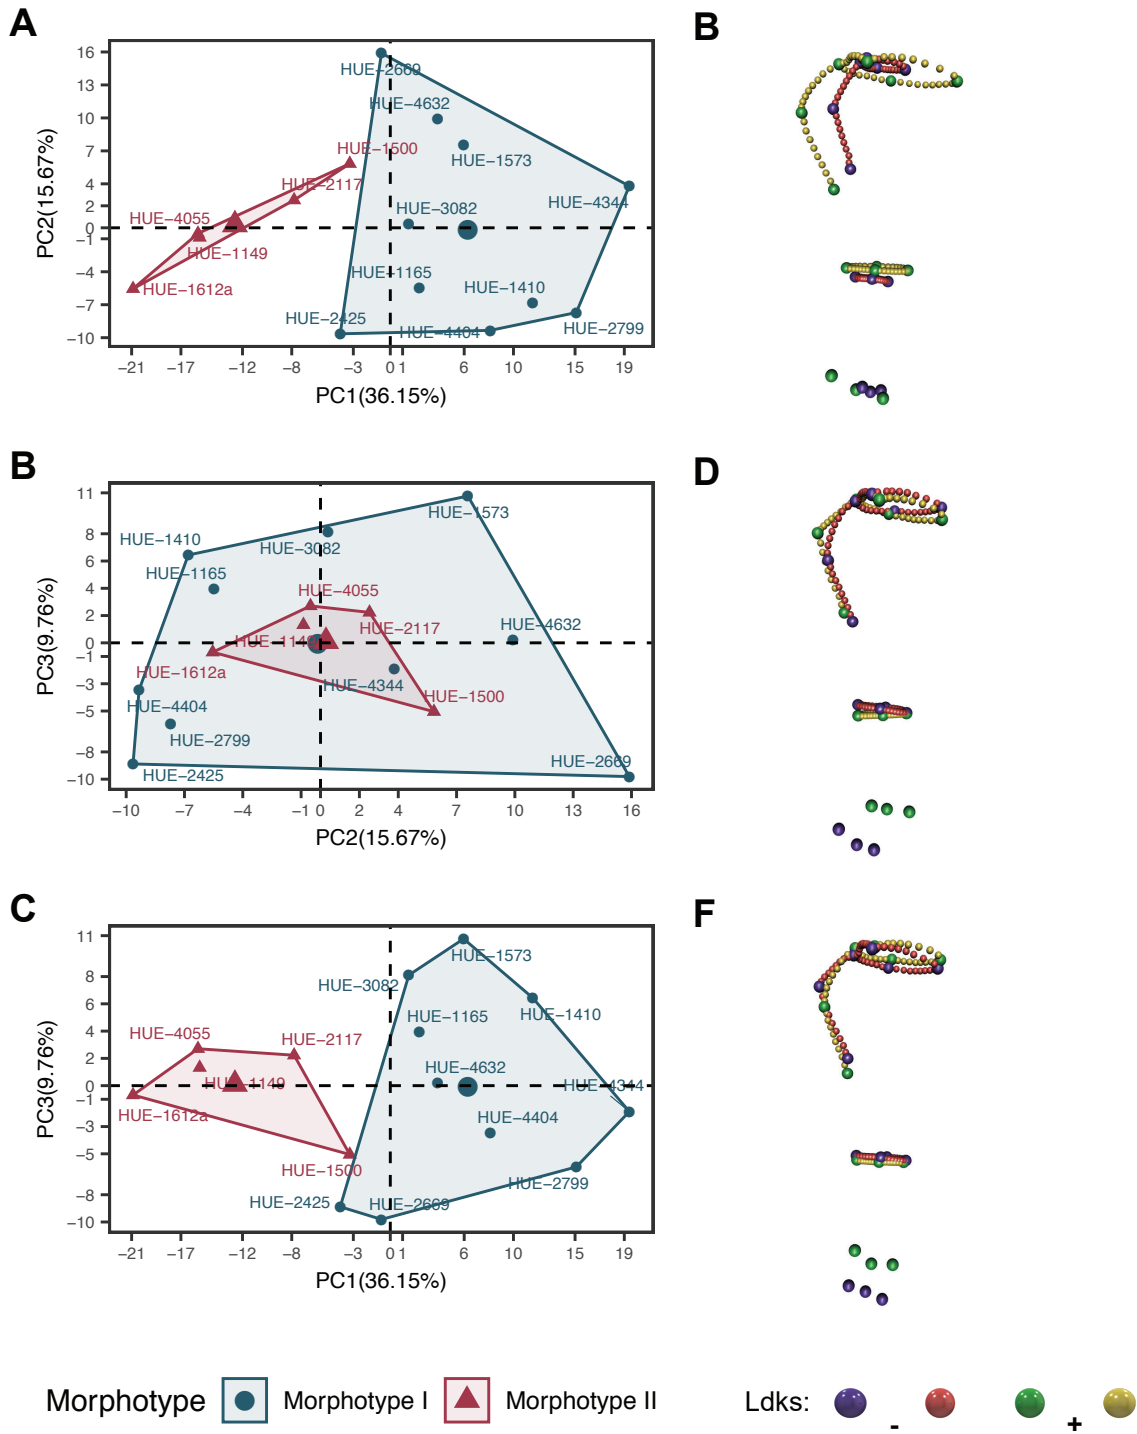 A
B
16
13
10
7
4
2
0
−1
−4
−7
−10
PC2(15.67%)
HUE−2669
HUE−4632
HUE−1500
HUE−1573
HUE−2117
HUE−4344
HUE−4055
HUE−3082
HUE−1149
HUE−1165
HUE−1612a
HUE−1410
HUE−2425
HUE−4404
HUE−2799
−21 −17 −12 −8 −3 0 1 6 10 15 19
PC1(36.15%)
B
D
11
8
6
4
2
0
−1
−3
−5
−8
−10
PC3(9.76%)
HUE−1573
HUE−1410
HUE−3082
HUE−1165
HUE−4055
HUE−2117
HUE−4632
HUE−1149
HUE−1612a
HUE−4344
HUE−1500
HUE−4404
HUE−2799
HUE−2669
HUE−2425
−10 −7 −4 −1 0 2 4 7 10 13 16
PC2(15.67%)
C
F
11
8
6
4
2
0
−1
−3
−5
−8
−10
PC3(9.76%)
HUE−1573
HUE−3082
HUE−1165
HUE−1410
HUE−4055
HUE−2117
HUE−4632
HUE−1149
HUE−4344
HUE−1612a
HUE−4404
HUE−1500
HUE−2799
HUE−2425
HUE−2669
−21 −17 −12 −8 −3 0 1 6 10 15 19
PC1(36.15%)
Morphotype Morphotype I Morphotype II
Ldks: - +